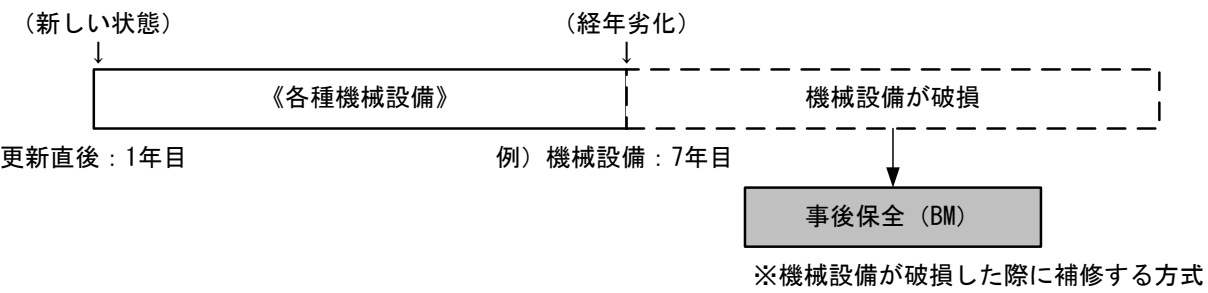 （新しい状態）
（経年劣化）
↓
↓
《各種機械設備》
機械設備が破損
更新直後：1年目
例）機械設備：7年目
事後保全（BM）
※機械設備が破損した際に補修する方式